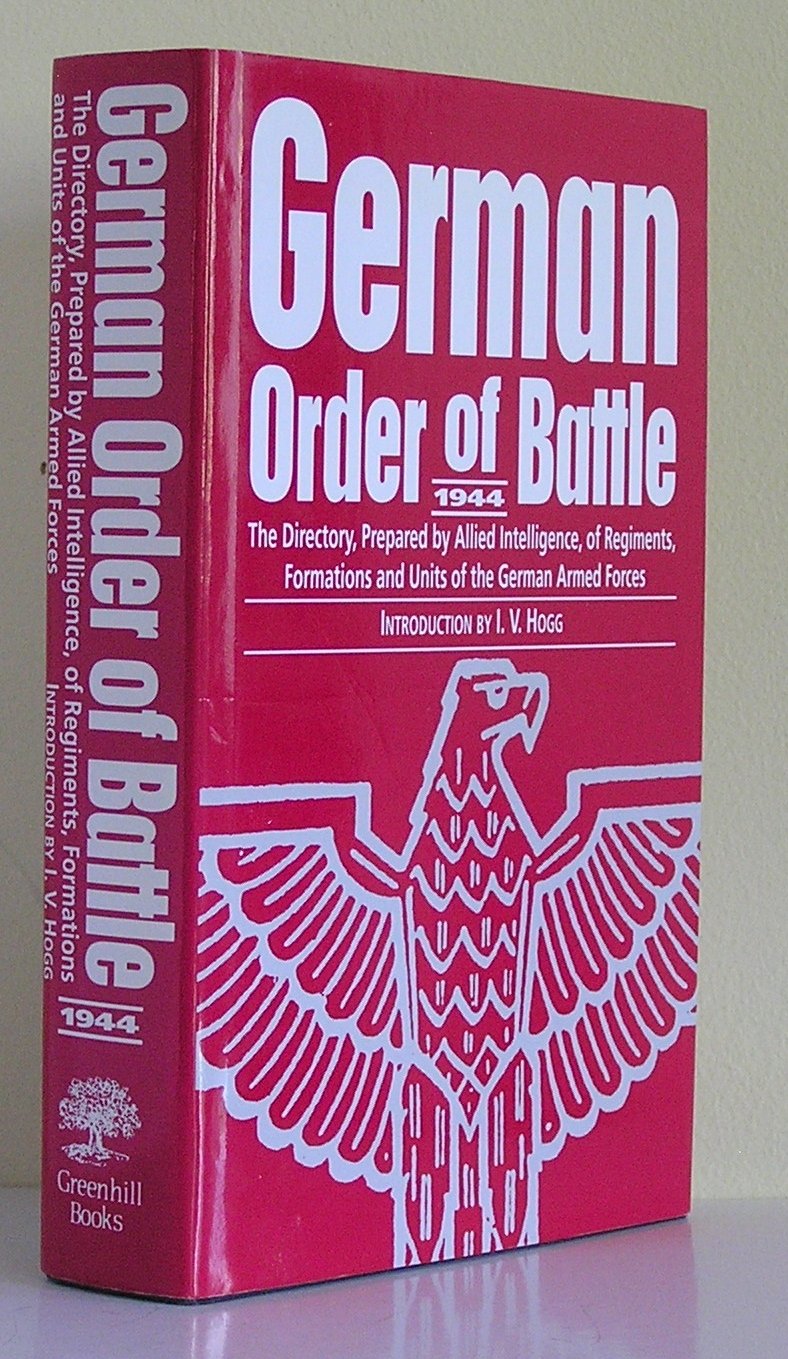 German Order of Battle 1944
The Directory, Prepared by Allied Intelligence, of Regiments, Formations
and Units of the German Armed Forces
INTRODUCTION BY I. V. HOGG
Greenhill
Books
German
Order of Battle
1944
The Directory, Prepared by Allied Intelligence, of Regiments,
Formations and Units of the German Armed Forces
INTRODUCTION BY I. V. HOGG